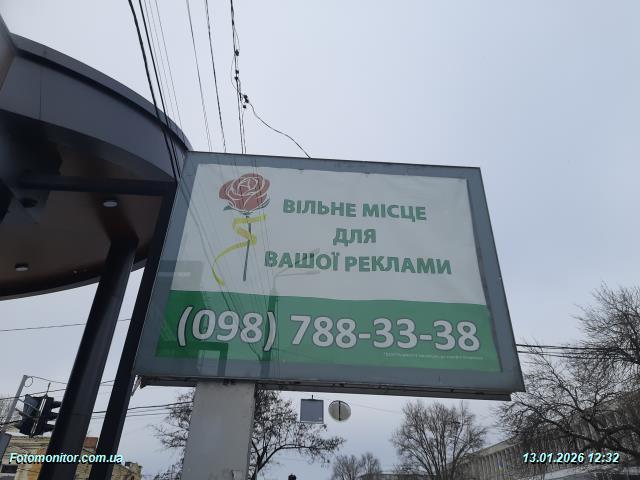 ВІЛЬНЕ МІСЦЕ
ДЛЯ
ВАШОЇ РЕКЛАМИ
(098) 788-33-38
Fotomonitor.com.ua
13.01.2026 12:32